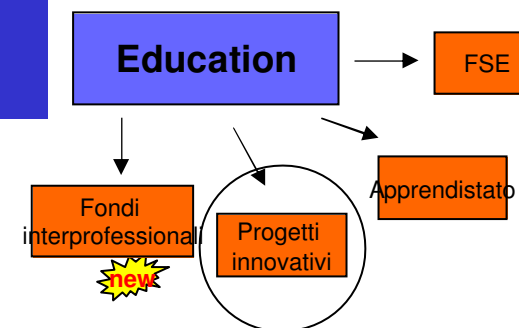 Education
FSE
Apprendistato
Fondi
interprofessionali
Progetti
innovativi
new